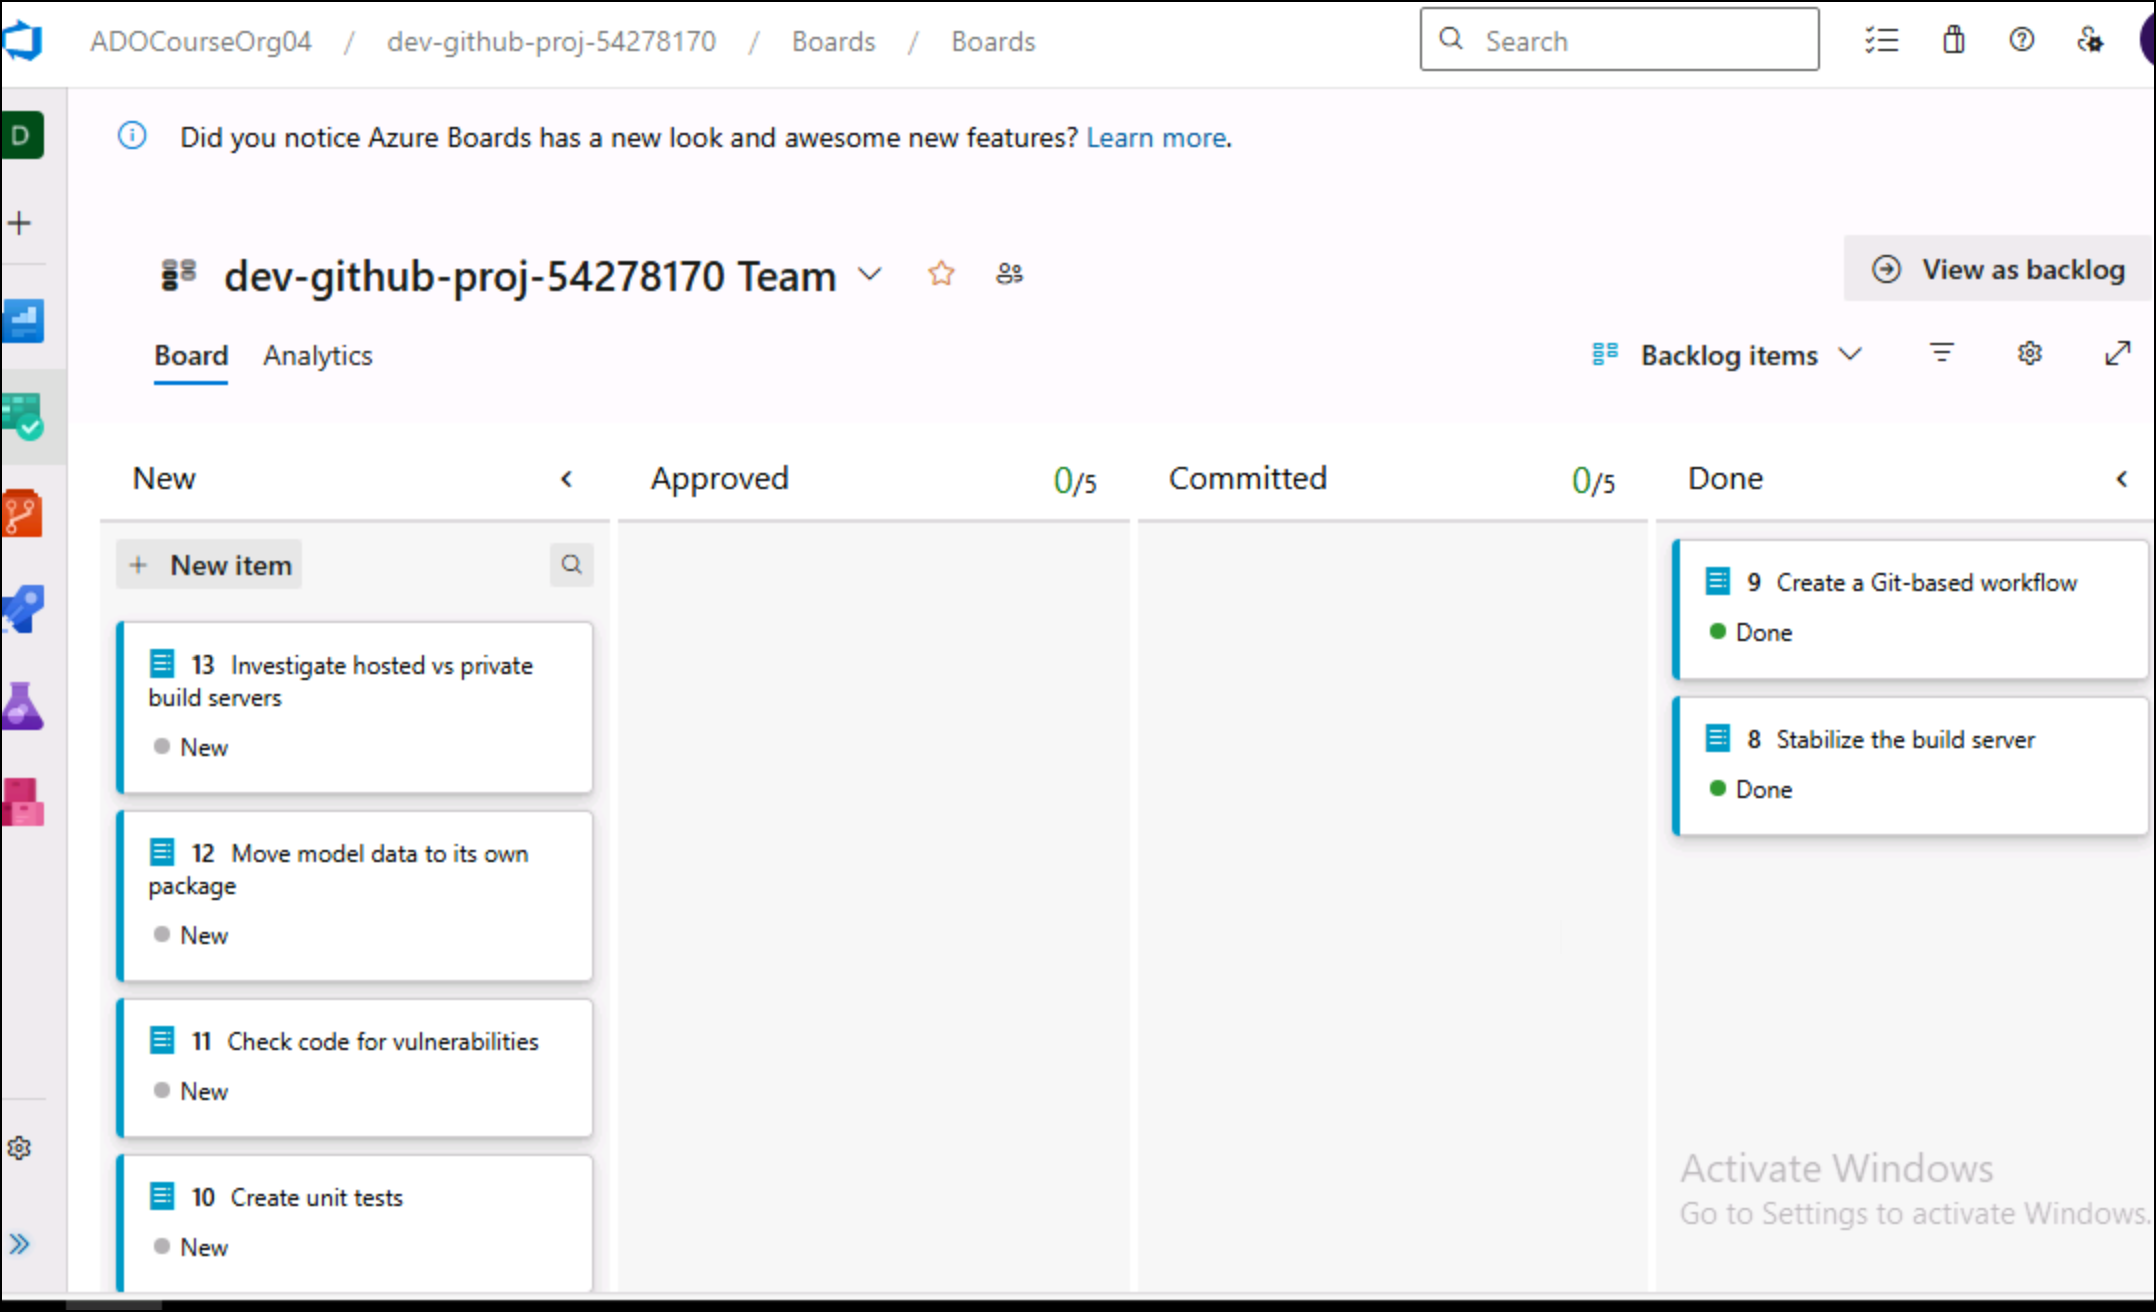 ADOCourseOrg04 / dev-github-proj-54278170 / Boards / Boards
Search
D
Did you notice Azure Boards has a new look and awesome new features? Learn more.
dev-github-proj-54278170 Team
View as backlog
Board Analytics
Backlog items
New
Approved 0/5
Committed 0/5
Done
+ New item
13 Investigate hosted vs private
build servers
New
12 Move model data to its own
package
New
11 Check code for vulnerabilities
New
10 Create unit tests
New
9 Create a Git-based workflow
Done
8 Stabilize the build server
Done
Activate Windows
Go to Settings to activate Windows.